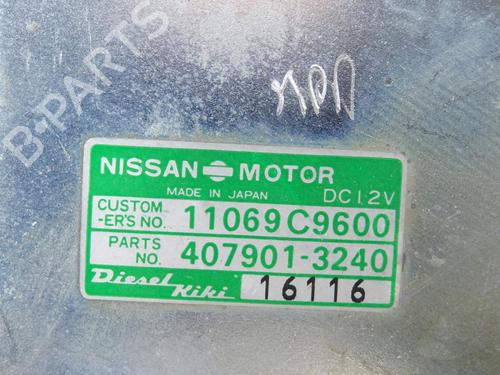 B-PARTS
NISSAN MOTOR
MADE IN JAPAN DC12V
CUSTOM-ER'S NO. 11069C9600
PARTS NO. 407901-3240
Diesel Kiki 16116